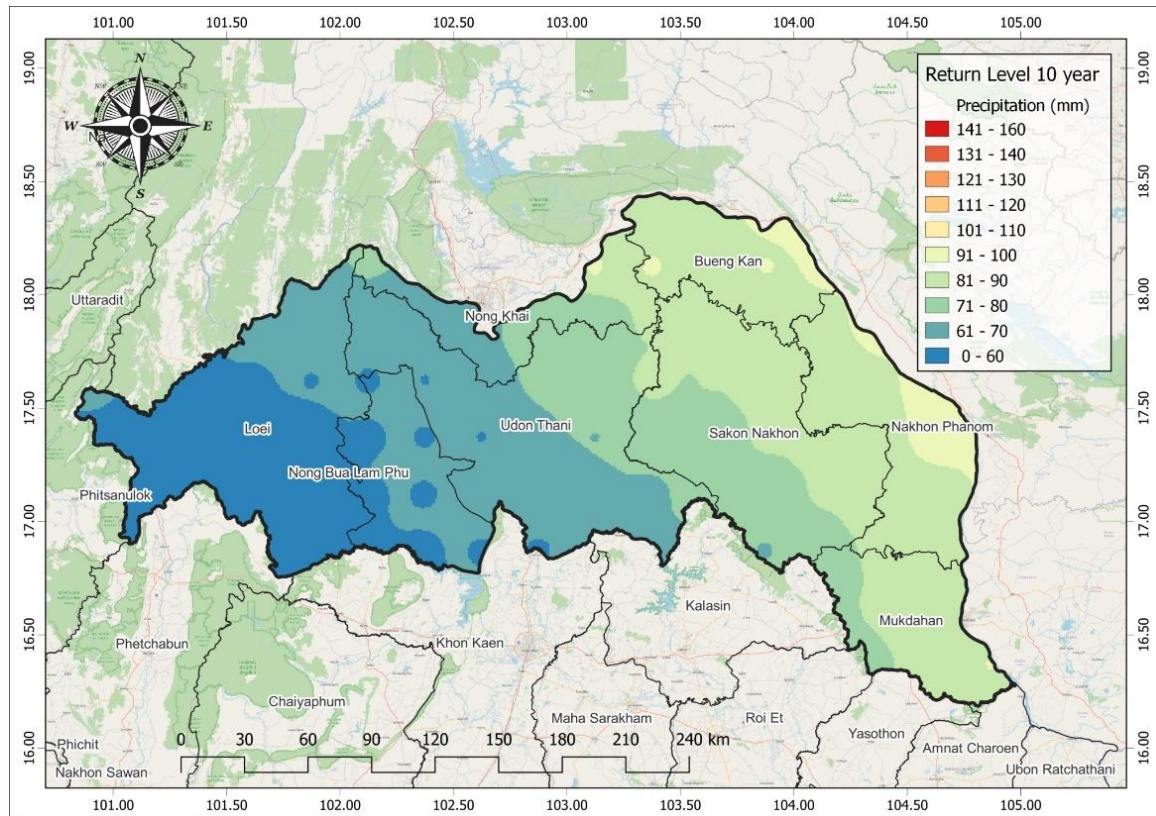 101.00 101.50 102.00 102.50 103.00 103.50 104.00 104.50 105.00
19.00
18.50
18.00
17.50
17.00
16.50
16.00
N
W
E
S
NW
NE
SW
Return Level 10 year
Precipitation (mm)
141 - 160
131 - 140
121 - 130
111 - 120
101 - 110
91 - 100
81 - 90
71 - 80
61 - 70
0 - 60
19.00
18.50
18.00
17.50
17.00
16.50
16.00
Bueng Kan
Uttaradit
Nong Khai
Loei
Udon Thani
Sakon Nakhon
Nakhon Phanom
Nong Bua Lam Phu
Phitsanulok
Kalasin
Mukdahan
Phetchabun
Khon Kaen
Chaiyaphum
Maha Sarakham
Roi Et
Yasothon
Amnat Charoen
Phichit
Nakhon Sawan
Ubon Ratchathani
0 30 60 90 120 150 180 210 240 km
101.00 101.50 102.00 102.50 103.00 103.50 104.00 104.50 105.00